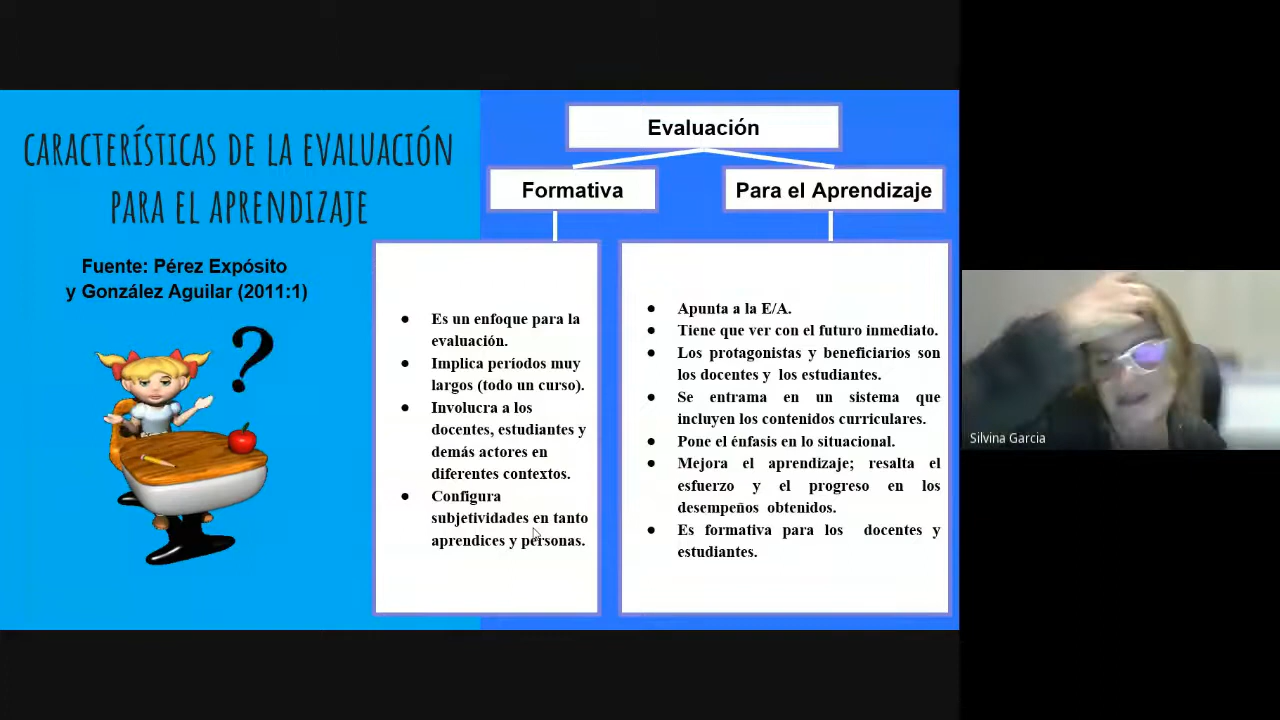 CARACTERÍSTICAS DE LA EVALUACIÓN
PARA EL APRENDIZAJE
Fuente: Pérez Expósito
y González Aguilar (2011:1)
?
Evaluación
Formativa
Para el Aprendizaje
● Es un enfoque para la
evaluación.
● Implica períodos muy
largos (todo un curso).
● Involucra a los
docentes, estudiantes y
demás actores en
diferentes contextos.
● Configura
subjetividades en tanto
aprendices y personas.
● Apunta a la E/A.
● Tiene que ver con el futuro inmediato.
● Los protagonistas y beneficiarios son
los docentes y los estudiantes.
● Se entrama en un sistema que
incluyen los contenidos curriculares.
● Pone el énfasis en lo situacional.
● Mejora el aprendizaje; resalta el
esfuerzo y el progreso en los
desempeños obtenidos.
● Es formativa para los docentes y
estudiantes.
Silvina Garcia